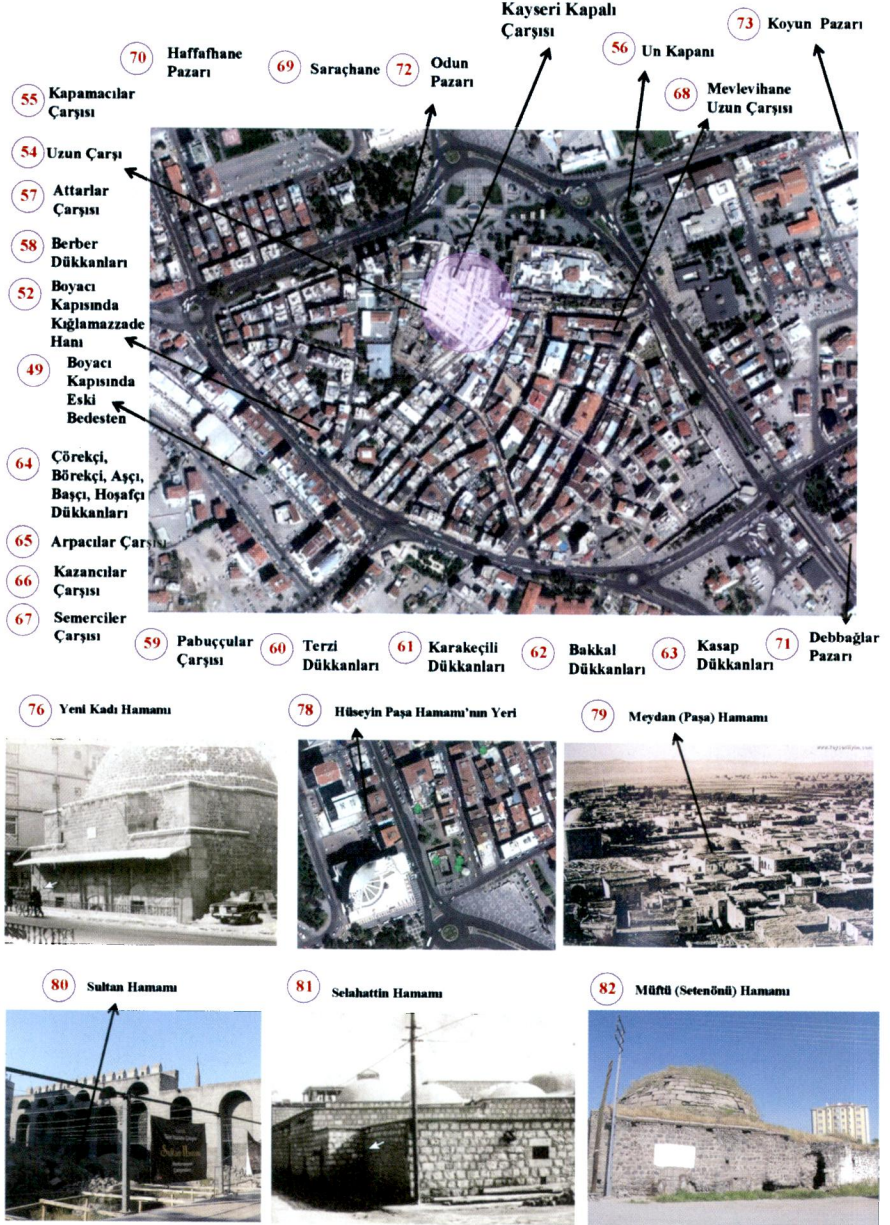 Kayseri Kapalı
Çarşısı
70 Haffafhane
Pazarı
69 Saraçhane
72 Odun
Pazarı
56 Un Kapanı
73 Koyun Pazarı
55 Kapamacılar
Çarşısı
68 Mevlevihane
Uzun Çarşısı
54 Uzun Çarşı
57 Attarlar
Çarşısı
58 Berber
Dükkanları
52 Boyacı
Kapısında
Kığlamazzade
Hanı
49 Boyacı
Kapısında
Eski
Bedesten
64 Çörekçi,
Börekçi, Aşçı,
Başçı, Hoşafçı
Dükkanları
65 Arpacılar Çarşısı
66 Kazancılar
Çarşısı
67 Semerciler
Çarşısı
59 Pabuççular
Çarşısı
60 Terzi
Dükkanları
61 Karakeçili
Dükkanları
62 Bakkal
Dükkanları
63 Kasap
Dükkanları
71 Debbağlar
Pazarı
76 Yeni Kadı Hamamı
78 Hüseyin Paşa Hamamı'nın Yeri
79 Meydan (Paşa) Hamamı
80 Sultan Hamamı
81 Selahattin Hamamı
82 Müftü (Setenönü) Hamamı